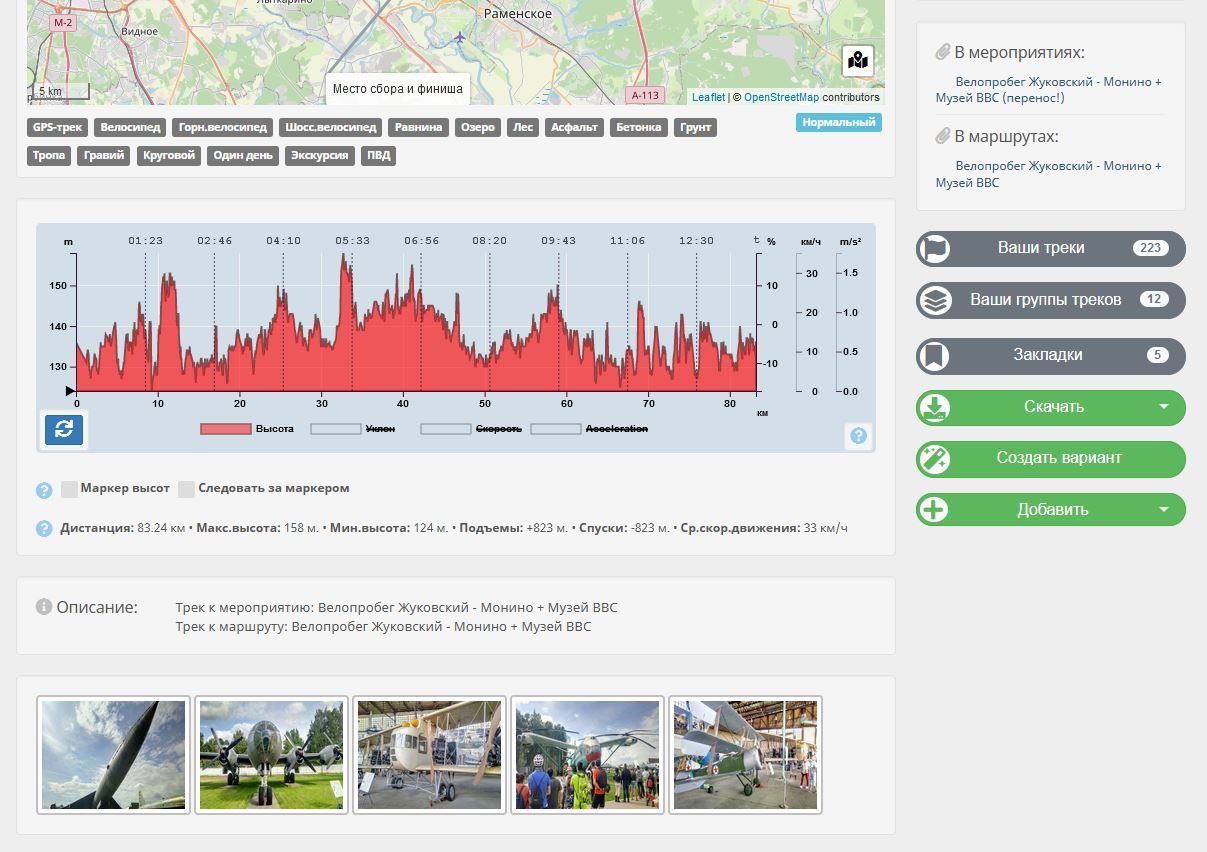 Раменское
М-2
Видное
5 km
Место сбора и финиша
А-113
Leaflet | © OpenStreetMap contributors
GPS-трек Велосипед Горн.велосипед Шосс.велосипед Равнина Озеро Лес Асфальт Бетонка Грунт
Нормальный
Тропа Гравий Круговой Один день Экскурсия ПВД
В мероприятиях:
Велопробег Жуковский - Монино +
Музей ВВС (перенос!)
В маршрутах:
Велопробег Жуковский - Монино +
Музей ВВС
Ваши треки 223
Ваши группы треков 12
Закладки 5
Скачать
Создать вариант
Добавить
m 01:23 02:46 04:10 05:33 06:56 08:20 09:43 11:06 12:30 t % км/ч m/s²
30 1.5
150 10
20 1.0
140 0
10 0.5
130 -10
0 0.0
0 10 20 30 40 50 60 70 80
км
Высота Уклон Скорость Acceleration
?
? Маркер высот Следовать за маркером
? Дистанция: 83.24 км • Макс.высота: 158 м. • Мин.высота: 124 м. • Подъемы: +823 м. • Спуски: -823 м. • Ср.скор.движения: 33 км/ч
Описание:
Трек к мероприятию: Велопробег Жуковский - Монино + Музей ВВС
Трек к маршруту: Велопробег Жуковский - Монино + Музей ВВС